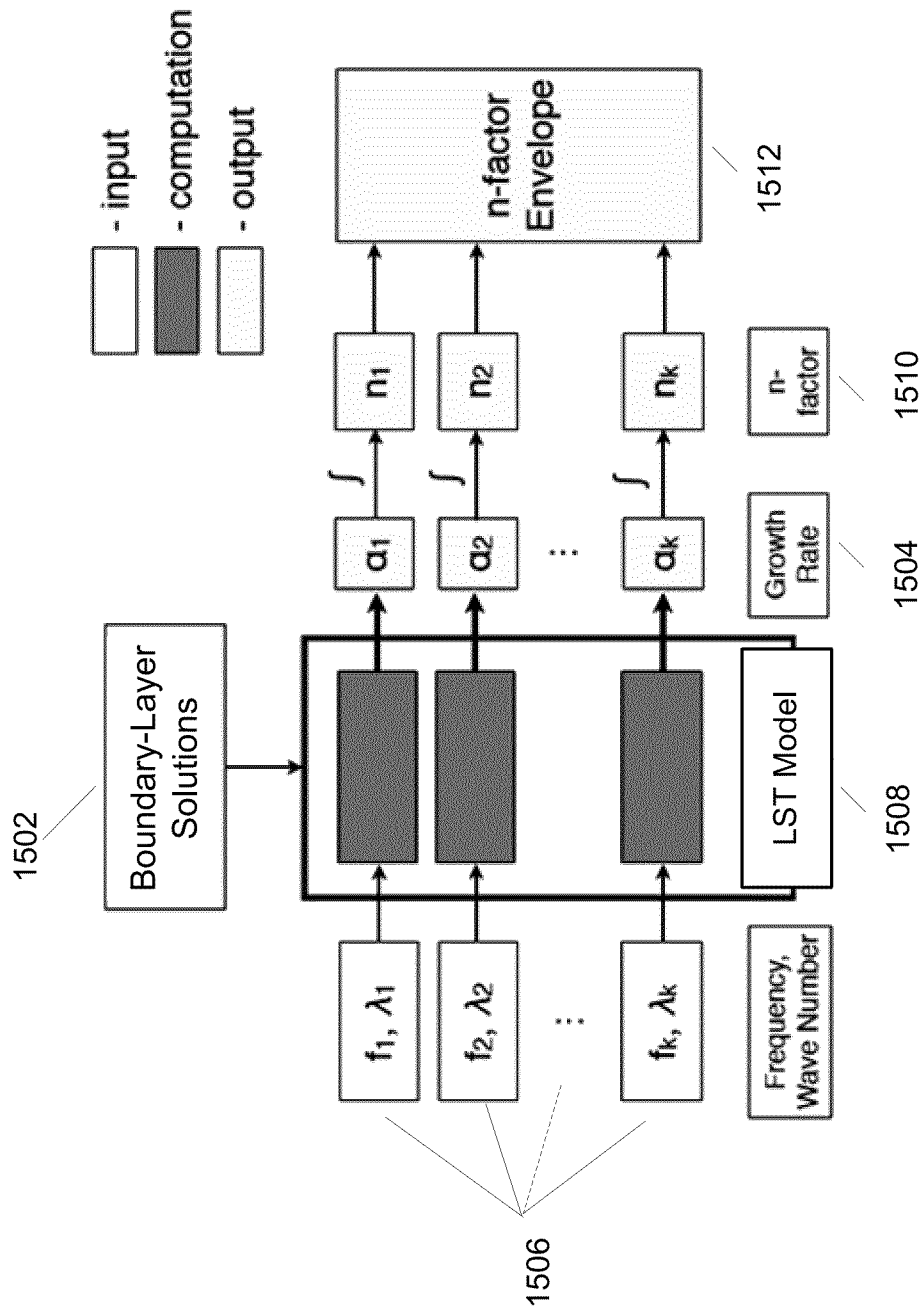 - input
- computation
- output
1502
Boundary-Layer
Solutions
f1, λ1
α1
∫
n1
f2, λ2
α2
∫
n2
⋮
⋮
fk, λk
αk
∫
nk
n-factor
Envelope
1512
1506
Frequency,
Wave Number
LST Model
1508
Growth
Rate
1504
n-
factor
1510